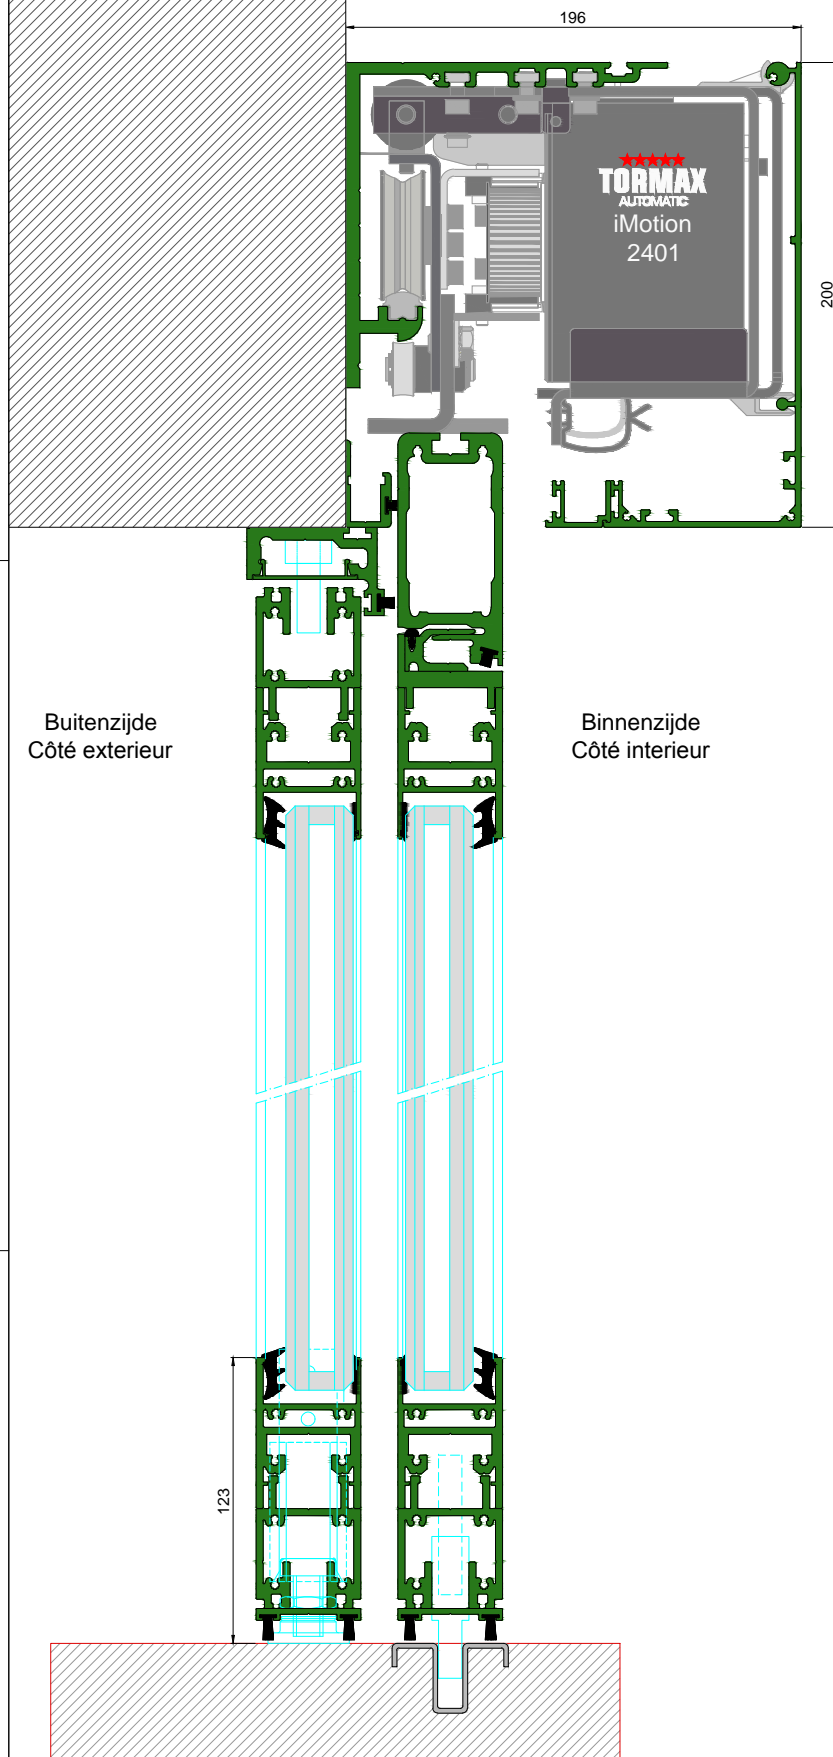 196
TORMAX
AUTOMATIC
iMotion
2401
200
Buitenzijde
Côté exterieur
Binnenzijde
Côté interieur
123